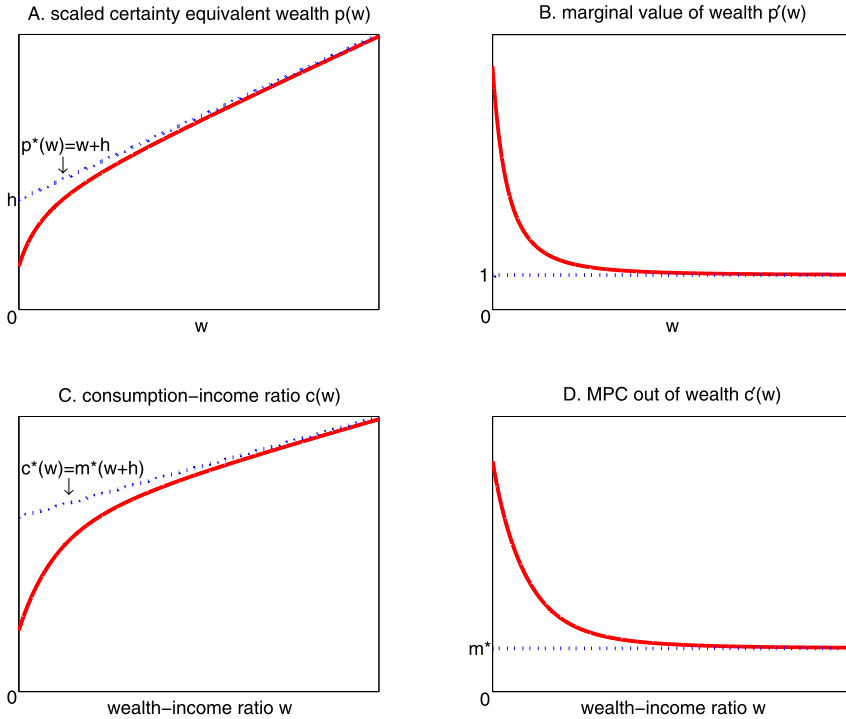 A. scaled certainty equivalent wealth p(w)
p*(w)=w+h
h
0
w
B. marginal value of wealth p′(w)
1
0
w
C. consumption−income ratio c(w)
c*(w)=m*(w+h)
0
wealth−income ratio w
D. MPC out of wealth c′(w)
m*
0
wealth−income ratio w